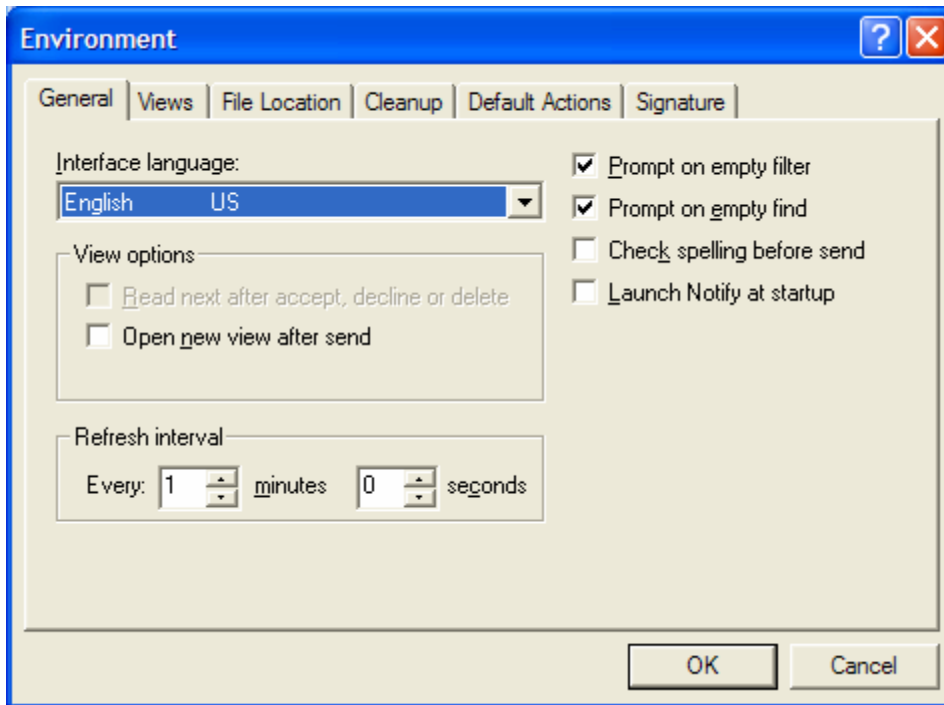 Environment
General Views File Location Cleanup Default Actions Signature
Interface language:
English US
View options
Read next after accept, decline or delete
Open new view after send
Refresh interval
Every: 1 minutes 0 seconds
Prompt on empty filter
Prompt on empty find
Check spelling before send
Launch Notify at startup
OK Cancel